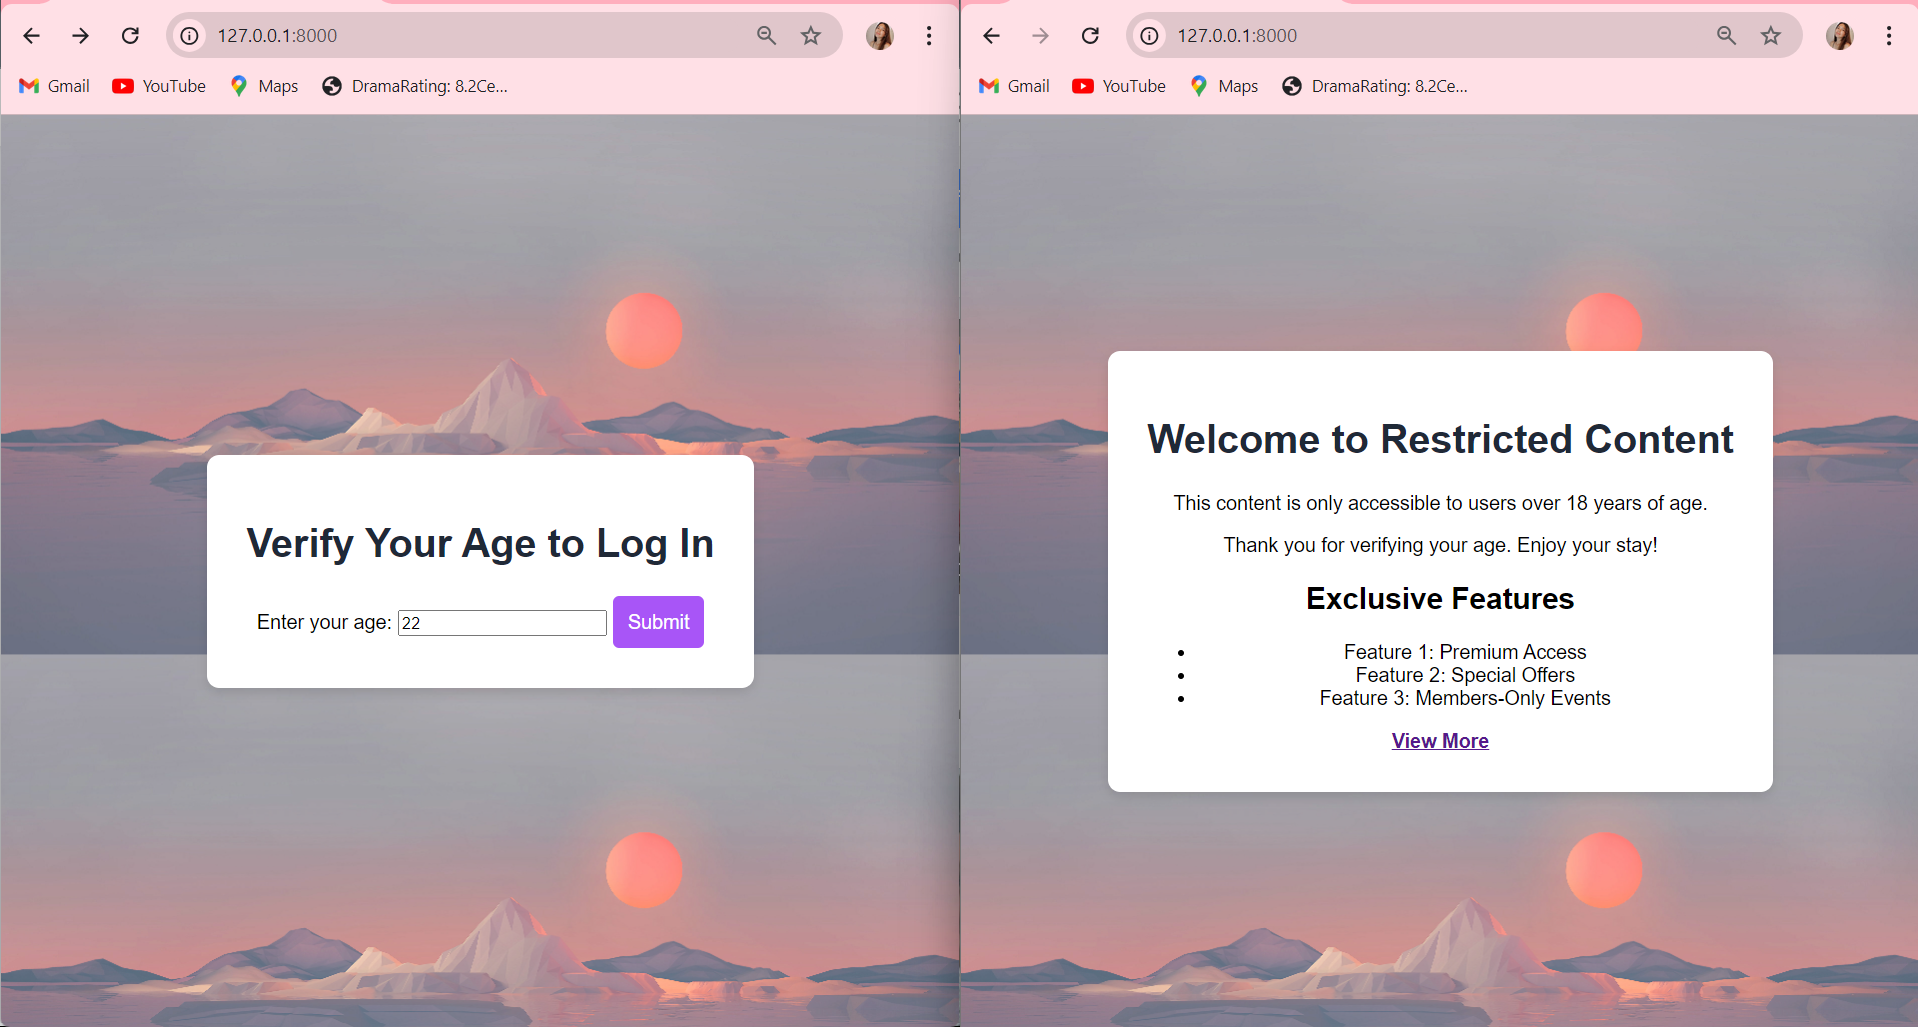 127.0.0.1:8000
Gmail YouTube Maps DramaRating: 8.2Ce...
Verify Your Age to Log In
Enter your age: 22 Submit
127.0.0.1:8000
Gmail YouTube Maps DramaRating: 8.2Ce...
Welcome to Restricted Content
This content is only accessible to users over 18 years of age.
Thank you for verifying your age. Enjoy your stay!
Exclusive Features
• Feature 1: Premium Access
• Feature 2: Special Offers
• Feature 3: Members-Only Events
View More